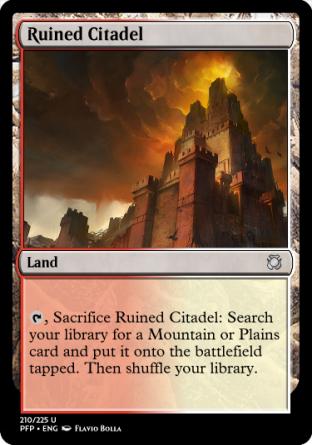 Ruined Citadel
Land
, Sacrifice Ruined Citadel: Search
your library for a Mountain or Plains
card and put it onto the battlefield
tapped. Then shuffle your library.
210/225 U
PFP • ENG Flavio Bolla